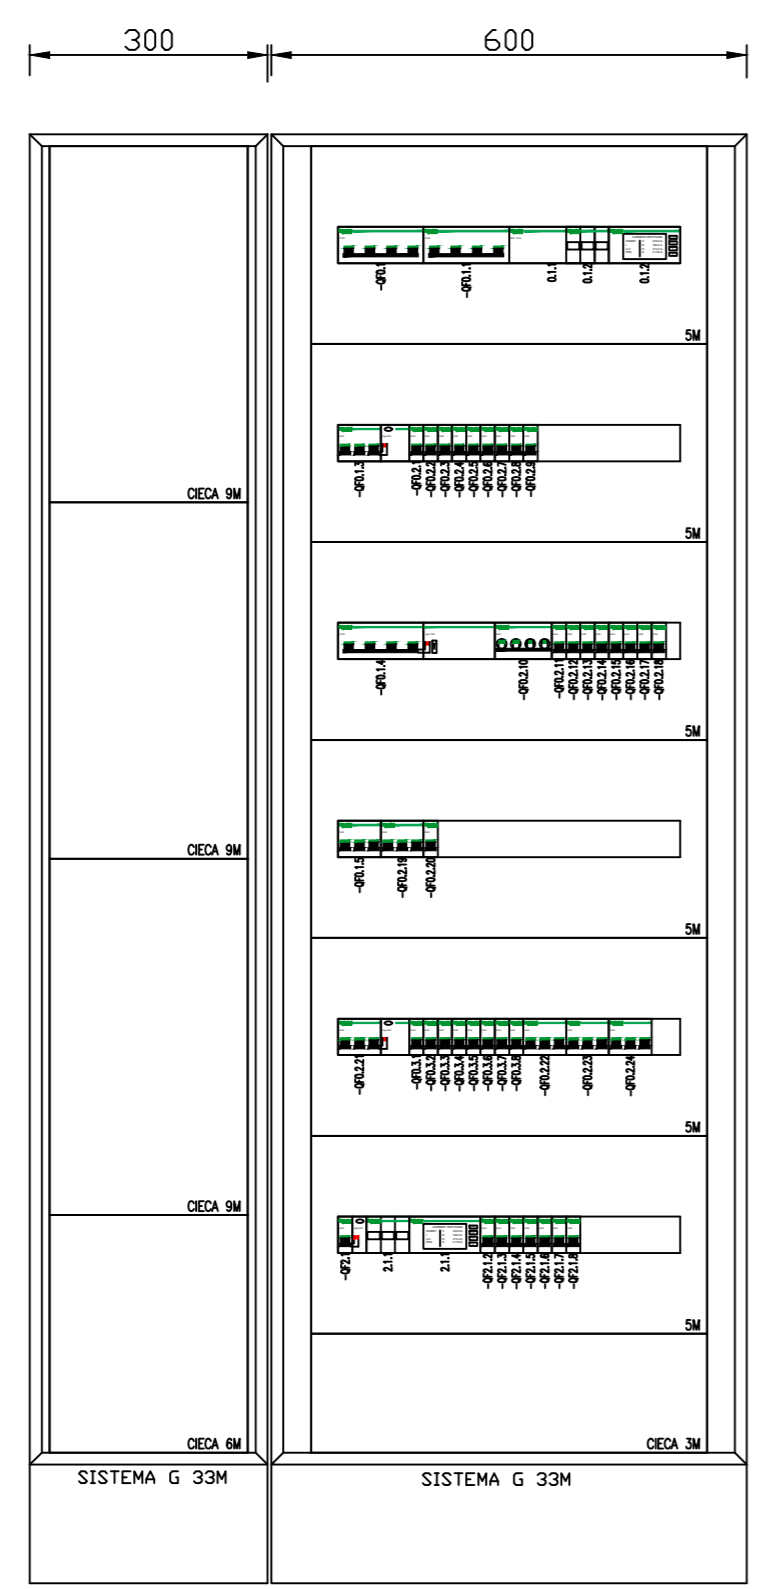 300 600
-QF0.1 -QF0.1.1 0.1.1 0.1.2 0.1.2
5M
-QF0.1.3 -QF0.2.1 -QF0.2.2 -QF0.2.3 -QF0.2.4 -QF0.2.5 -QF0.2.6 -QF0.2.7 -QF0.2.8 -QF0.2.9
CIECA 9M
5M
-QF0.1.4 -QF0.2.10 -QF0.2.11 -QF0.2.12 -QF0.2.13 -QF0.2.14 -QF0.2.15 -QF0.2.16 -QF0.2.17 -QF0.2.18
5M
CIECA 9M
-QF0.1.5 -QF0.2.19 -QF0.2.20
5M
-QF0.2.21 -QF0.3.1 -QF0.3.2 -QF0.3.3 -QF0.3.4 -QF0.3.5 -QF0.3.6 -QF0.3.7 -QF0.3.8 -QF0.2.22 -QF0.2.23 -QF0.2.24
5M
CIECA 9M
-QF2.1 2.1.1 2.1.1 -QF2.1.2 -QF2.1.3 -QF2.1.4 -QF2.1.5 -QF2.1.6 -QF2.1.7 -QF2.1.8
5M
CIECA 6M
CIECA 3M
SISTEMA G 33M
SISTEMA G 33M